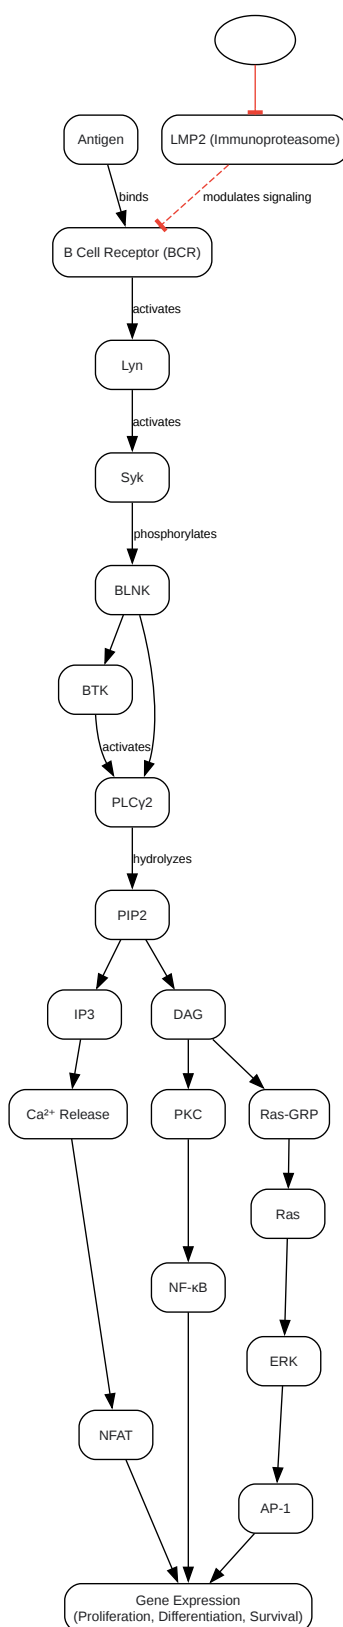 Antigen
LMP2 (Immunoproteasome)
binds
modulates signaling
B Cell Receptor (BCR)
activates
Lyn
activates
Syk
phosphorylates
BLNK
BTK
activates
PLCγ2
hydrolyzes
PIP2
IP3
DAG
Ca²⁺ Release
PKC
Ras-GRP
Ras
NF-κB
ERK
NFAT
AP-1
Gene Expression
(Proliferation, Differentiation, Survival)